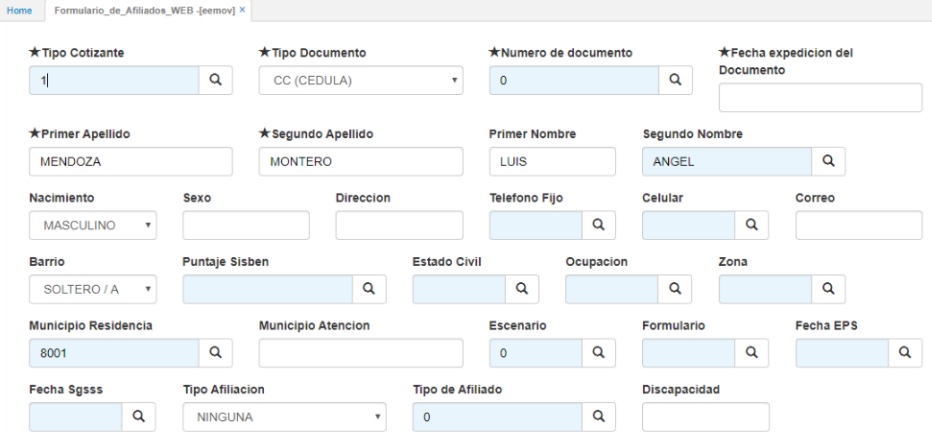 Home Formulario_de_Afiliados_WEB -[eemov] ×
★Tipo Cotizante ★Tipo Documento ★Numero de documento ★Fecha expedicion del Documento
1 CC (CEDULA) 0
★Primer Apellido ★Segundo Apellido Primer Nombre Segundo Nombre
MENDOZA MONTERO LUIS ANGEL
Nacimiento Sexo Direccion Telefono Fijo Celular Correo
MASCULINO
Barrio Puntaje Sisben Estado Civil Ocupacion Zona
SOLTERO / A
Municipio Residencia Municipio Atencion Escenario Formulario Fecha EPS
8001 0
Fecha Sgsss Tipo Afiliacion Tipo de Afiliado Discapacidad
NINGUNA 0